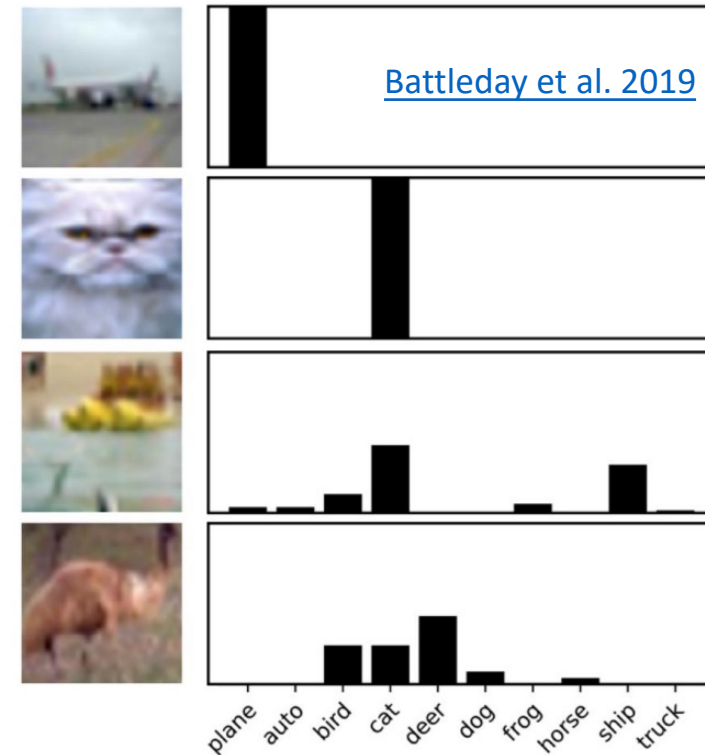 Battleday et al. 2019
plane
auto
bird
cat
deer
dog
frog
horse
ship
truck